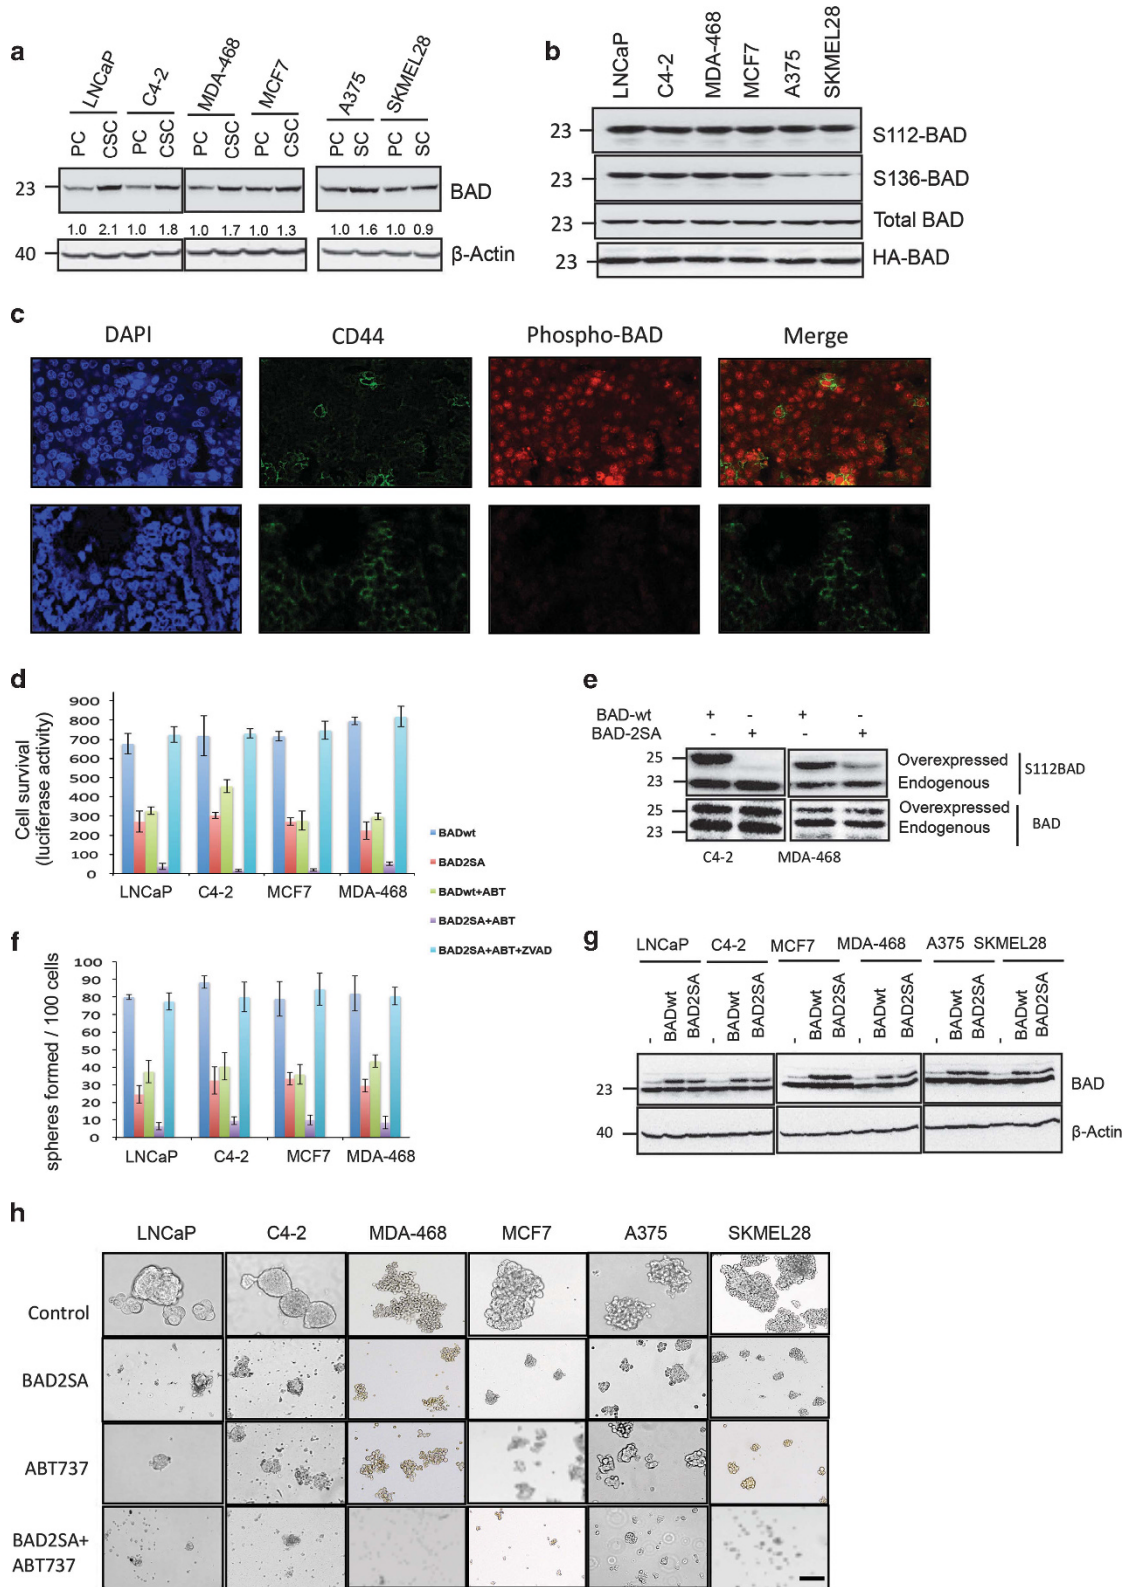 a
LNCaP C4-2 MDA-468 MCF7 A375 SKMEL28
PC CSC PC CSC PC CSC PC CSC PC SC PC SC
23 BAD
1.0 2.1 1.0 1.8 1.0 1.7 1.0 1.3 1.0 1.6 1.0 0.9
40 β-Actin
b
LNCaP C4-2 MDA-468 MCF7 A375 SKMEL28
23 S112-BAD
23 S136-BAD
23 Total BAD
23 HA-BAD
c
DAPI CD44 Phospho-BAD Merge
d
Cell survival
(luciferase activity)
900
800
700
600
500
400
300
200
100
0
LNCaP C4-2 MCF7 MDA-468
BADwt
BAD2SA
BADwt+ABT
BAD2SA+ABT
BAD2SA+ABT+ZVAD
e
BAD-wt + - + -
BAD-2SA - + - +
25 Overexpressed
23 Endogenous
S112BAD
25 Overexpressed
23 Endogenous
BAD
C4-2 MDA-468
f
spheres formed / 100 cells
100
90
80
70
60
50
40
30
20
10
0
LNCaP C4-2 MCF7 MDA-468
g
LNCaP C4-2 MCF7 MDA-468 A375 SKMEL28
- BADwt BAD2SA - BADwt BAD2SA - BADwt BAD2SA - BADwt BAD2SA - BADwt BAD2SA - BADwt BAD2SA
23 BAD
40 β-Actin
h
LNCaP C4-2 MDA-468 MCF7 A375 SKMEL28
Control
BAD2SA
ABT737
BAD2SA+
ABT737